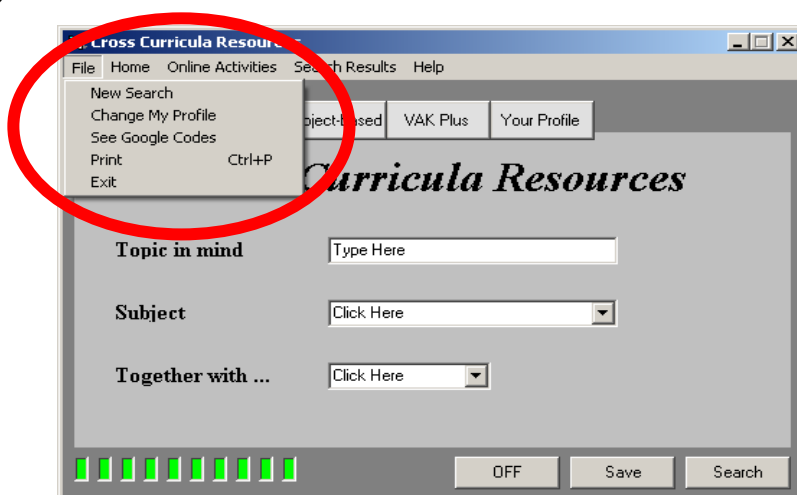 Cross Curricula Resources
File Home Online Activities Search Results Help
New Search
Change My Profile
See Google Codes
Print Ctrl+P
Exit
VAK Plus Your Profile
Curricula Resources
Topic in mind Type Here
Subject Click Here
Together with ... Click Here
OFF Save Search